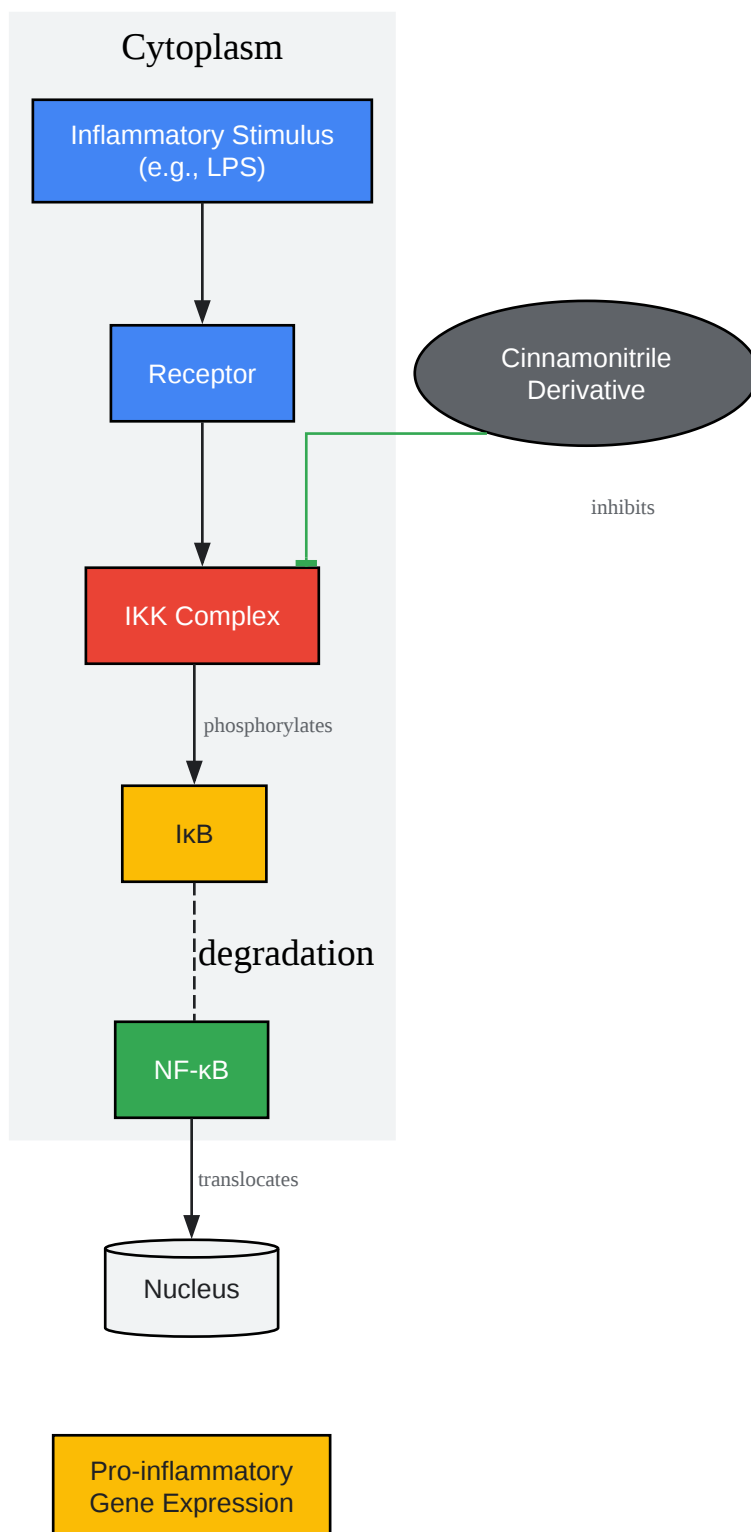 Cytoplasm
Inflammatory Stimulus
(e.g., LPS)
Receptor
Cinnamonitrile
Derivative
inhibits
IKK Complex
phosphorylates
IκB
degradation
NF-κB
translocates
Nucleus
Pro-inflammatory
Gene Expression